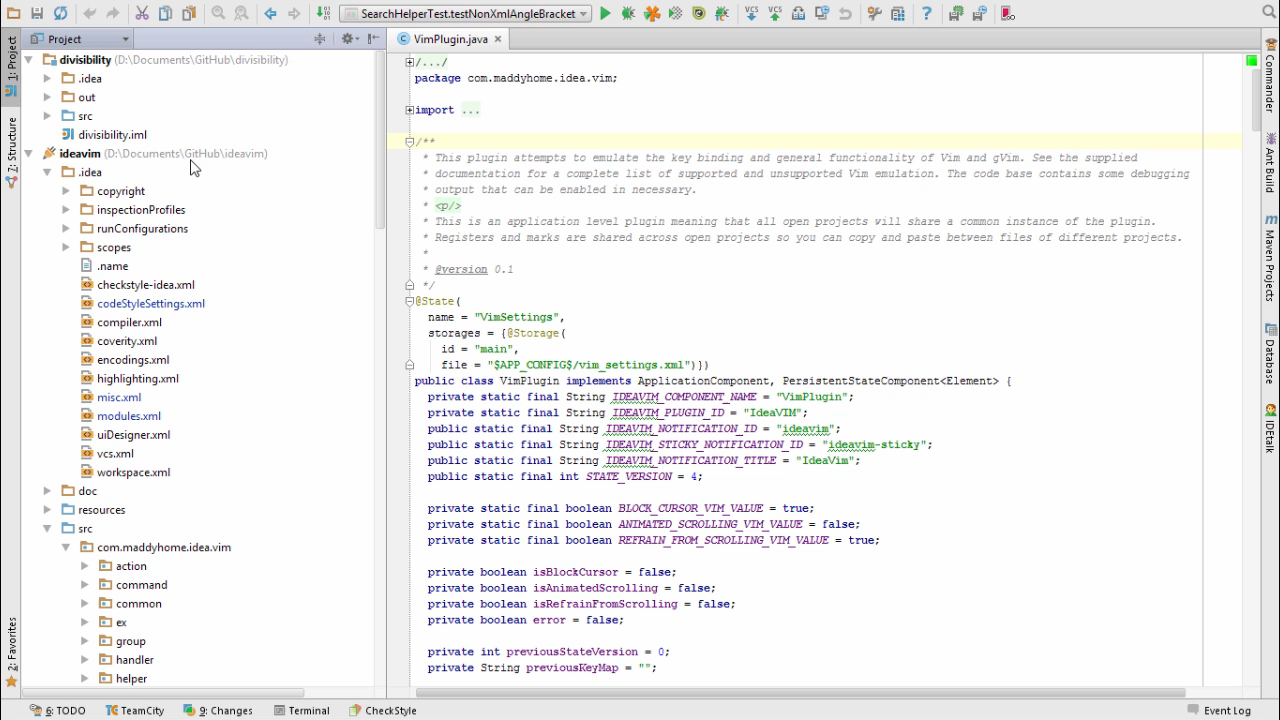 SearchHelperTest.testNonXmlAngleBracket
VCS
VCS
1: Project
7: Structure
2: Favorites
Project
divisibility (D:\Documents\GitHub\divisibility)
.idea
out
src
divisibility.iml
ideavim (D:\Documents\GitHub\ideavim)
.idea
copyright
inspectionProfiles
runConfigurations
scopes
.name
checkstyle-idea.xml
codeStyleSettings.xml
compiler.xml
coverity.xml
encodings.xml
highlighting.xml
misc.xml
modules.xml
uiDesigner.xml
vcs.xml
workspace.xml
doc
resources
src
com.maddyhome.idea.vim
action
command
common
ex
group
handler
helper
VimPlugin.java
/.../
package com.maddyhome.idea.vim;
import ...
/**
* This plugin attempts to emulate the key binding and general functionality of Vim and gVim. See the supplied
* documentation for a complete list of supported and unsupported Vim emulation. The code base contains some debugging
* output that can be enabled in necessary.
* <p/>
* This is an application level plugin meaning that all open projects will share a common instance of the plugin.
* Registers and marks are shared across open projects so you can copy and paste between files of different projects.
*
* @version 0.1
*/
@State(
name = "VimSettings",
storages = {@Storage(
id = "main",
file = "$APP_CONFIG$/vim_settings.xml")})
public class VimPlugin implements ApplicationComponent, PersistentStateComponent<Element> {
private static final String IDEAVIM_COMPONENT_NAME = "VimPlugin";
private static final String IDEAVIM_PLUGIN_ID = "IdeaVIM";
private static final String IDEAVIM_NOTIFICATION_ID = "ideavim";
private static final String IDEAVIM_STICKY_NOTIFICATION_ID = "ideavim-sticky";
private static final String IDEAVIM_NOTIFICATION_TITLE = "IdeaVim";
public static final int STATE_VERSION = 4;
private static final boolean BLOCK_CURSOR_VIM_VALUE = true;
private static final boolean ANIMATED_SCROLLING_VIM_VALUE = false;
private static final boolean REFRAIN_FROM_SCROLLING_VIM_VALUE = true;
private boolean isBlockCursor = false;
private boolean isAnimatedScrolling = false;
private boolean isRefrainFromScrolling = false;
private boolean error = false;
private int previousStateVersion = 0;
private String previousKeyMap = "";
Commander
Ant Build
m
Maven Projects
Database
IDEtalk
6: TODO
TeamCity
9: Changes
Terminal
CheckStyle
Event Log